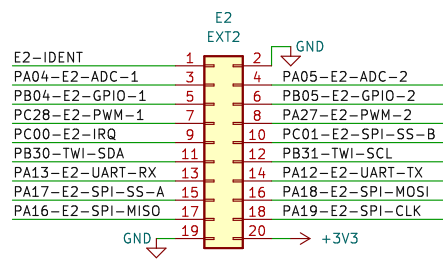 E2
EXT2
E2-IDENT 1 2 GND
PA04-E2-ADC-1 3 4 PA05-E2-ADC-2
PB04-E2-GPIO-1 5 6 PB05-E2-GPIO-2
PC28-E2-PWM-1 7 8 PA27-E2-PWM-2
PC00-E2-IRQ 9 10 PC01-E2-SPI-SS-B
PB30-TWI-SDA 11 12 PB31-TWI-SCL
PA13-E2-UART-RX 13 14 PA12-E2-UART-TX
PA17-E2-SPI-SS-A 15 16 PA18-E2-SPI-MOSI
PA16-E2-SPI-MISO 17 18 PA19-E2-SPI-CLK
GND 19 20 +3V3